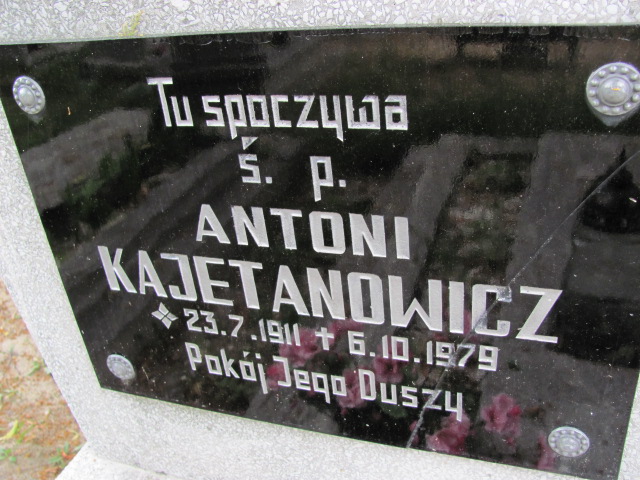 Tu spoczywa
ś. p.
ANTONI
KAJETANOWICZ
23.7.1911 + 6.10.1979
Pokój Jego Duszy